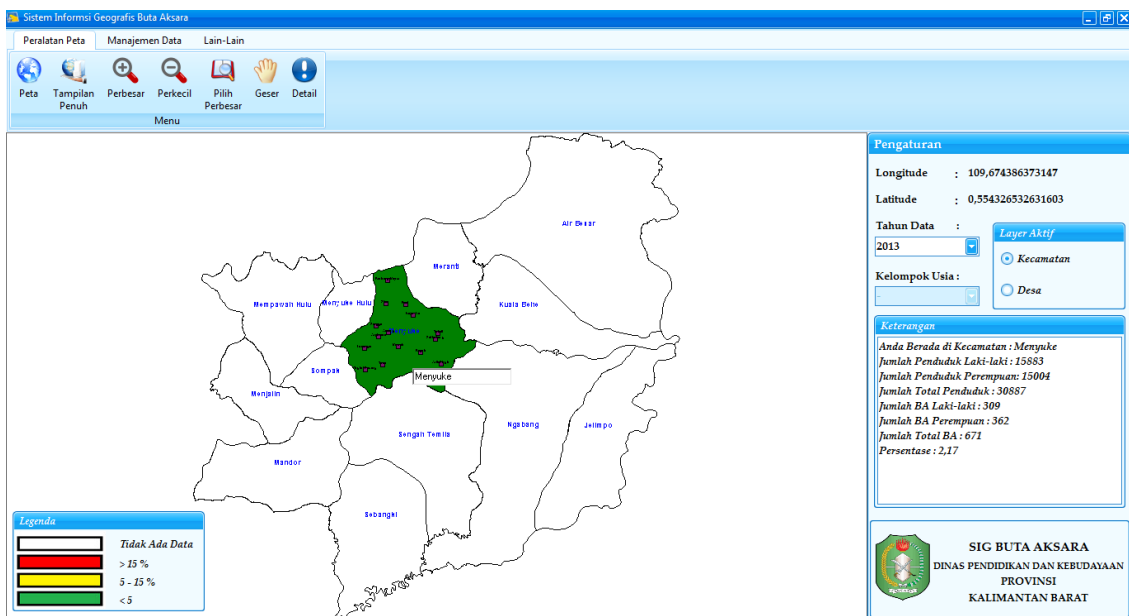 Sistem Informsi Geografis Buta Aksara
Peralatan Peta Manajemen Data Lain-Lain
Peta Tampilan Penuh Perbesar Perkecil Pilih Perbesar Geser Detail
Menu
Air Besar
Meranti
Mempawah Hulu
Menyuke Hulu
Kuala Behe
Menyuke
Sompak
Menyuke
Menjalin
Ngabang
Jelimpo
Sengah Temila
Mandor
Sebangki
Legenda
Tidak Ada Data
> 15 %
5 - 15 %
< 5
Pengaturan
Longitude : 109,674386373147
Latitude : 0,554326532631603
Tahun Data :
2013
Kelompok Usia :
-
Layer Aktif
Kecamatan
Desa
Keterangan
Anda Berada di Kecamatan : Menyuke
Jumlah Penduduk Laki-laki : 15883
Jumlah Penduduk Perempuan: 15004
Jumlah Total Penduduk : 30887
Jumlah BA Laki-laki : 309
Jumlah BA Perempuan : 362
Jumlah Total BA : 671
Persentase : 2,17
SIG BUTA AKSARA
DINAS PENDIDIKAN DAN KEBUDAYAAN
PROVINSI
KALIMANTAN BARAT